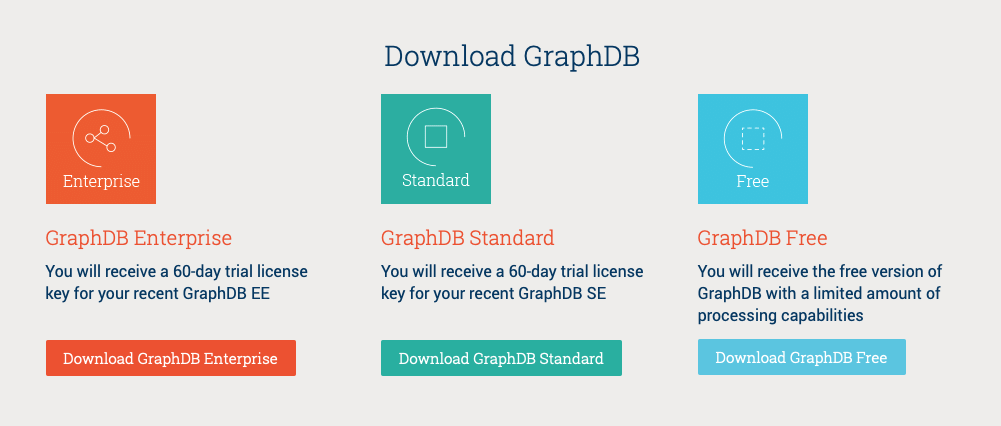 Download GraphDB
Enterprise
GraphDB Enterprise
You will receive a 60-day trial license
key for your recent GraphDB EE
Download GraphDB Enterprise
Standard
GraphDB Standard
You will receive a 60-day trial license
key for your recent GraphDB SE
Download GraphDB Standard
Free
GraphDB Free
You will receive the free version of
GraphDB with a limited amount of
processing capabilities
Download GraphDB Free